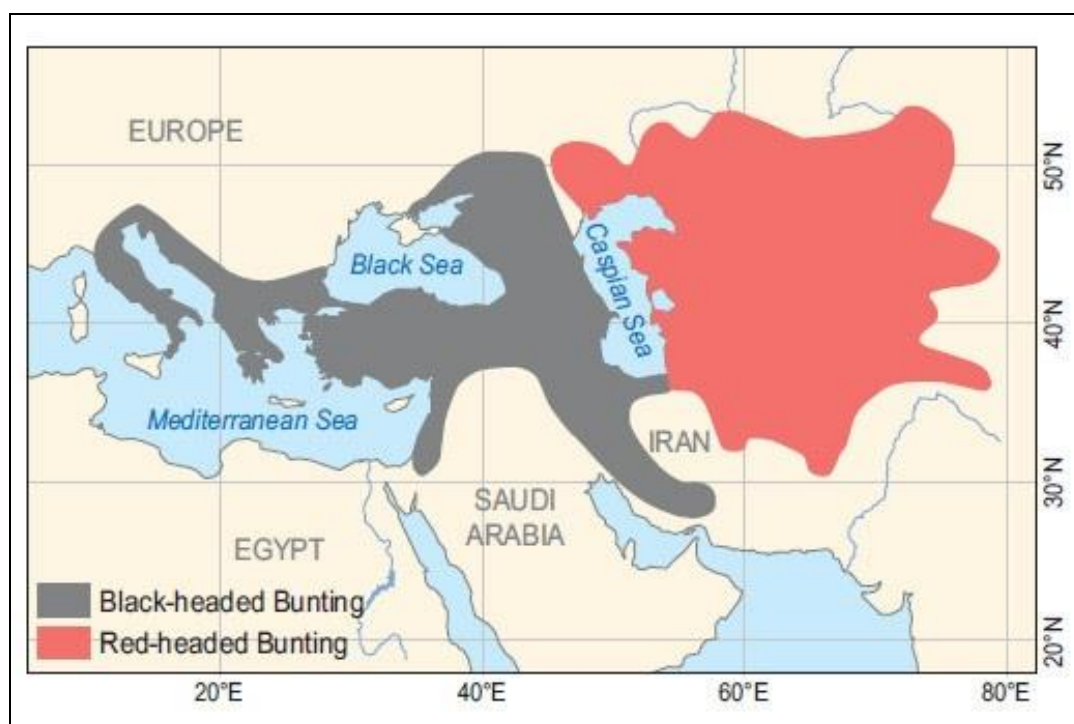 EUROPE
50°N
Black Sea
Caspian Sea
40°N
Mediterranean Sea
IRAN
30°N
SAUDI
ARABIA
EGYPT
Black-headed Bunting
Red-headed Bunting
20°N
20°E
40°E
60°E
80°E